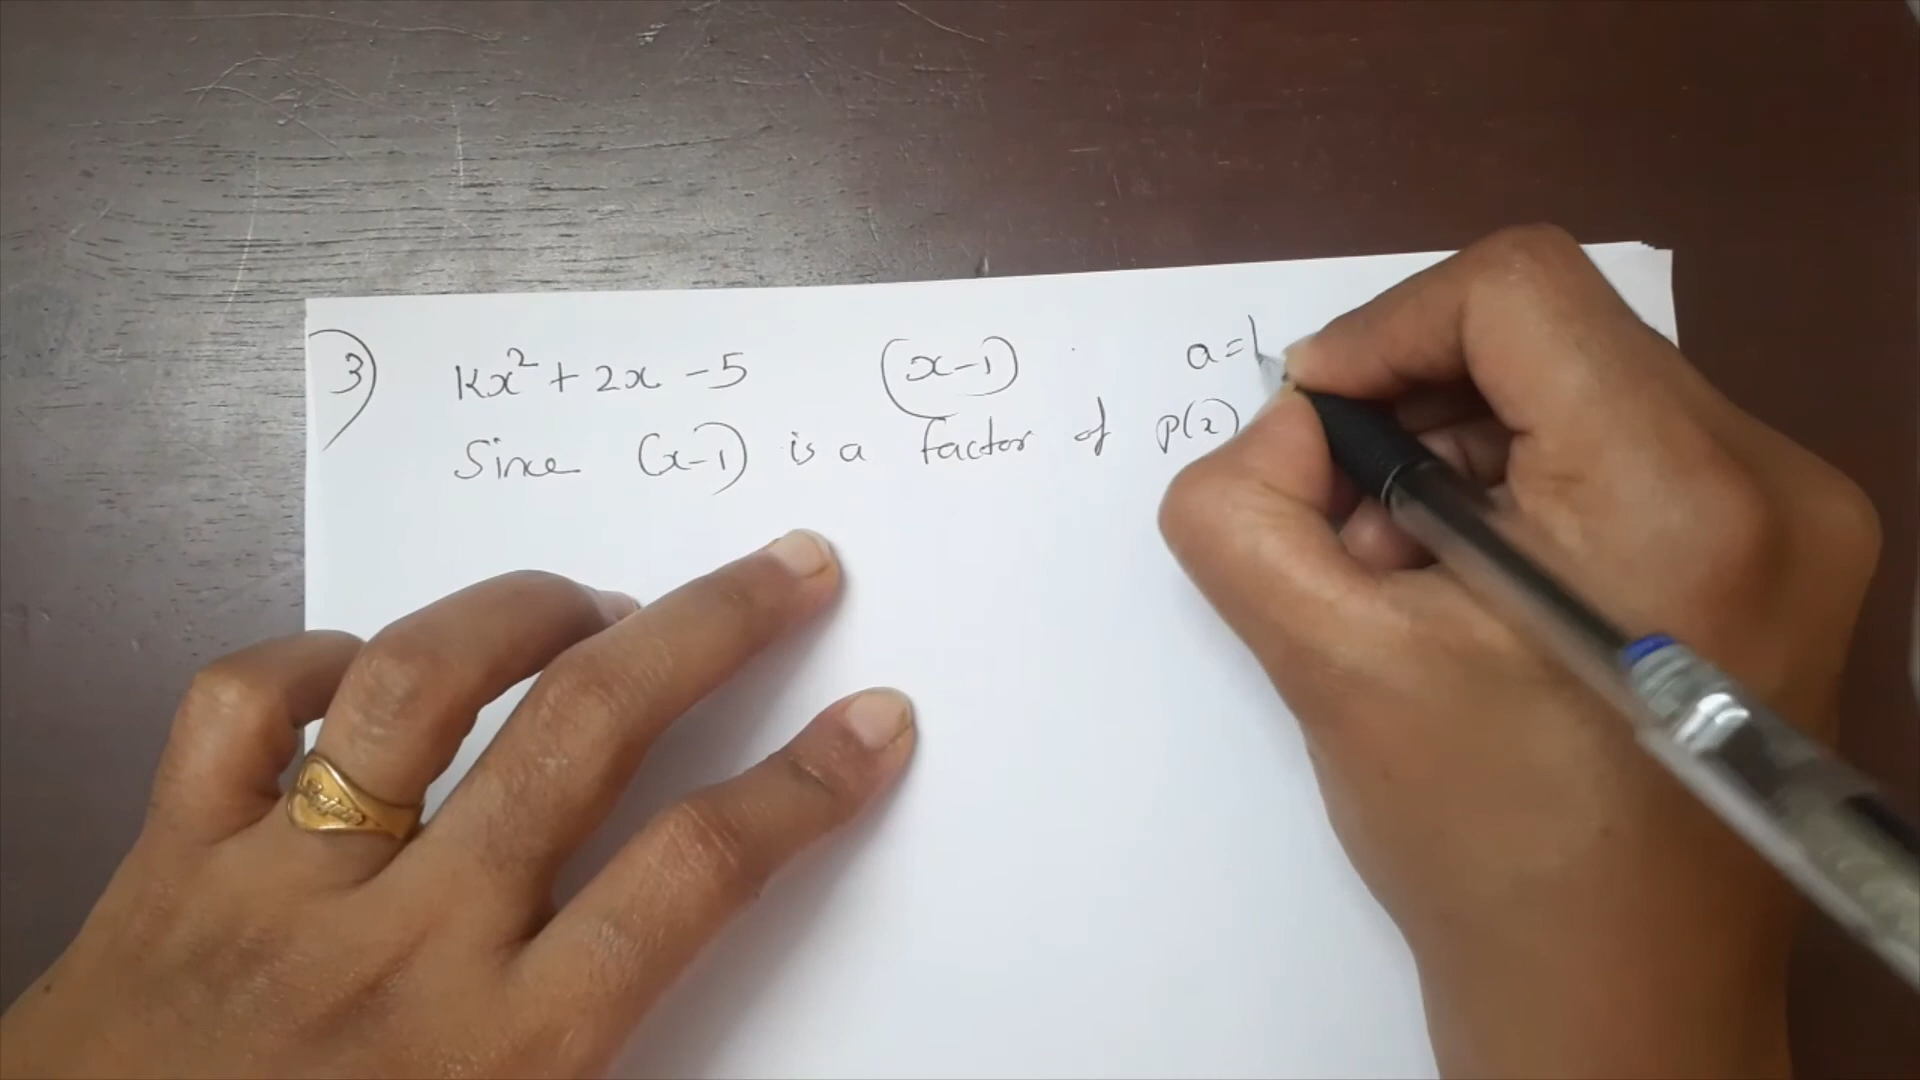 3) Kx² + 2x - 5 (x-1) a=1
Since (x-1) is a factor of p(x)